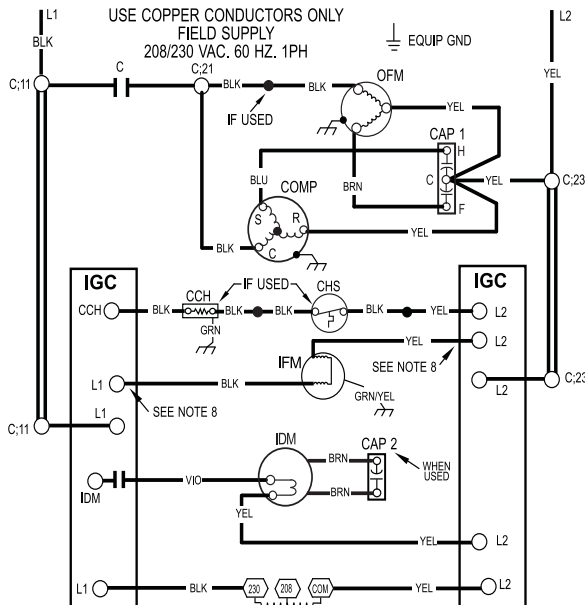 L1
USE COPPER CONDUCTORS ONLY
FIELD SUPPLY
208/230 VAC. 60 HZ. 1PH
EQUIP GND
L2
BLK
YEL
C;11
C
C;21
BLK
BLK
OFM
YEL
IF USED
CAP 1
H
C
F
BLU
BRN
YEL
C;23
COMP
S
R
C
BLK
YEL
IGC
IGC
CCH
BLK
CCH
IF USED
BLK
BLK
CHS
BLK
YEL
L2
GRN
YEL
L2
IFM
SEE NOTE 8
L1
BLK
GRN/YEL
L2
C;23
SEE NOTE 8
C;11
L1
IDM
BRN
CAP 2
WHEN
USED
IDM
VIO
BRN
YEL
YEL
L2
L1
BLK
230
208
COM
YEL
L2